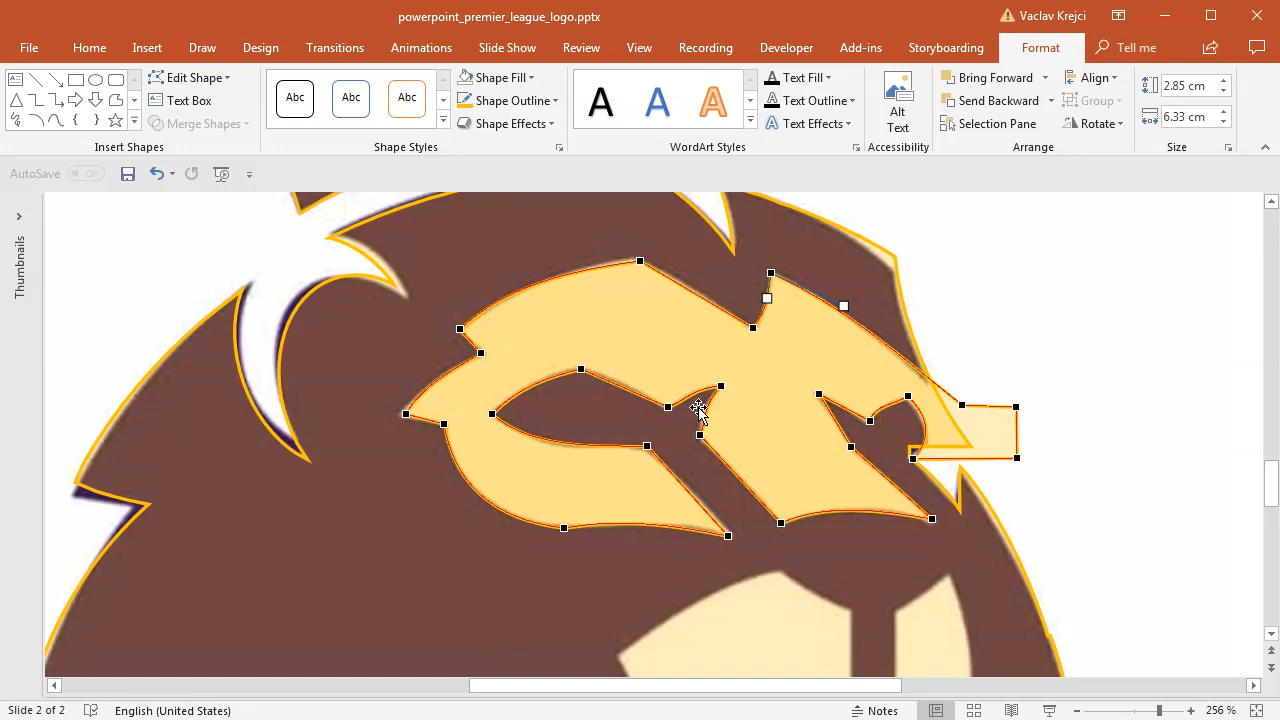 powerpoint_premier_league_logo.pptx
Vaclav Krejci
File Home Insert Draw Design Transitions Animations Slide Show Review View Recording Developer Add-ins Storyboarding Format Tell me
Edit Shape
Text Box
Merge Shapes
Insert Shapes
Abc Abc Abc
Shape Fill
Shape Outline
Shape Effects
Shape Styles
A A A
Text Fill
Text Outline
Text Effects
WordArt Styles
Alt
Text
Accessibility
Bring Forward
Send Backward
Selection Pane
Align
Group
Rotate
Arrange
2.85 cm
6.33 cm
Size
AutoSave Off
Thumbnails
Slide 2 of 2 English (United States) Notes 256 %